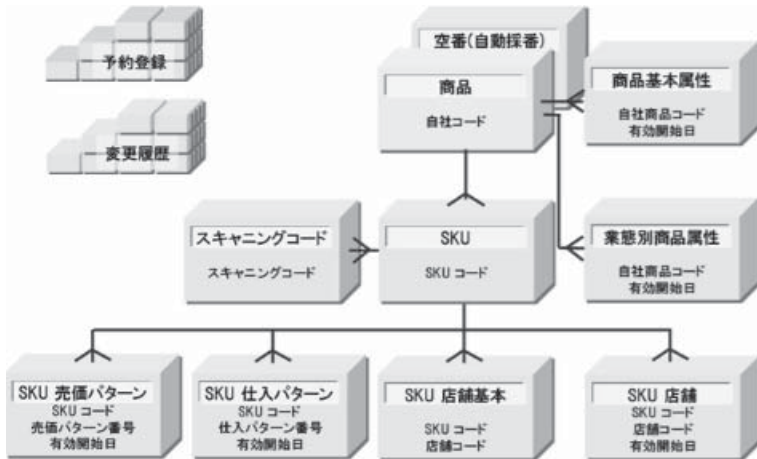 予約登録
変更履歴
空番(自動採番)
商品
自社コード
商品基本属性
自社商品コード
有効開始日
スキャニングコード
スキャニングコード
SKU
SKU コード
業態別商品属性
自社商品コード
有効開始日
SKU 売価パターン
SKU コード
売価パターン番号
有効開始日
SKU 仕入パターン
SKU コード
仕入パターン番号
有効開始日
SKU 店舗基本
SKU コード
店舗コード
SKU 店舗
SKU コード
店舗コード
有効開始日